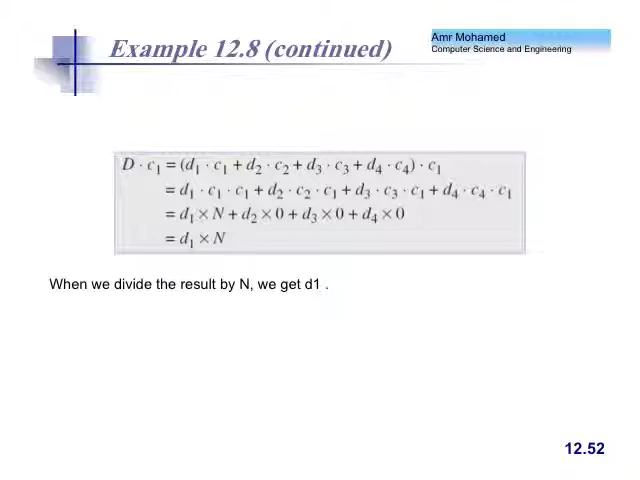 Example 12.8 (continued)
Amr Mohamed
Computer Science and Engineering
D · c₁ = (d₁ · c₁ + d₂ · c₂ + d₃ · c₃ + d₄ · c₄) · c₁
= d₁ · c₁ · c₁ + d₂ · c₂ · c₁ + d₃ · c₃ · c₁ + d₄ · c₄ · c₁
= d₁ × N + d₂ × 0 + d₃ × 0 + d₄ × 0
= d₁ × N
When we divide the result by N, we get d1 .
12.52